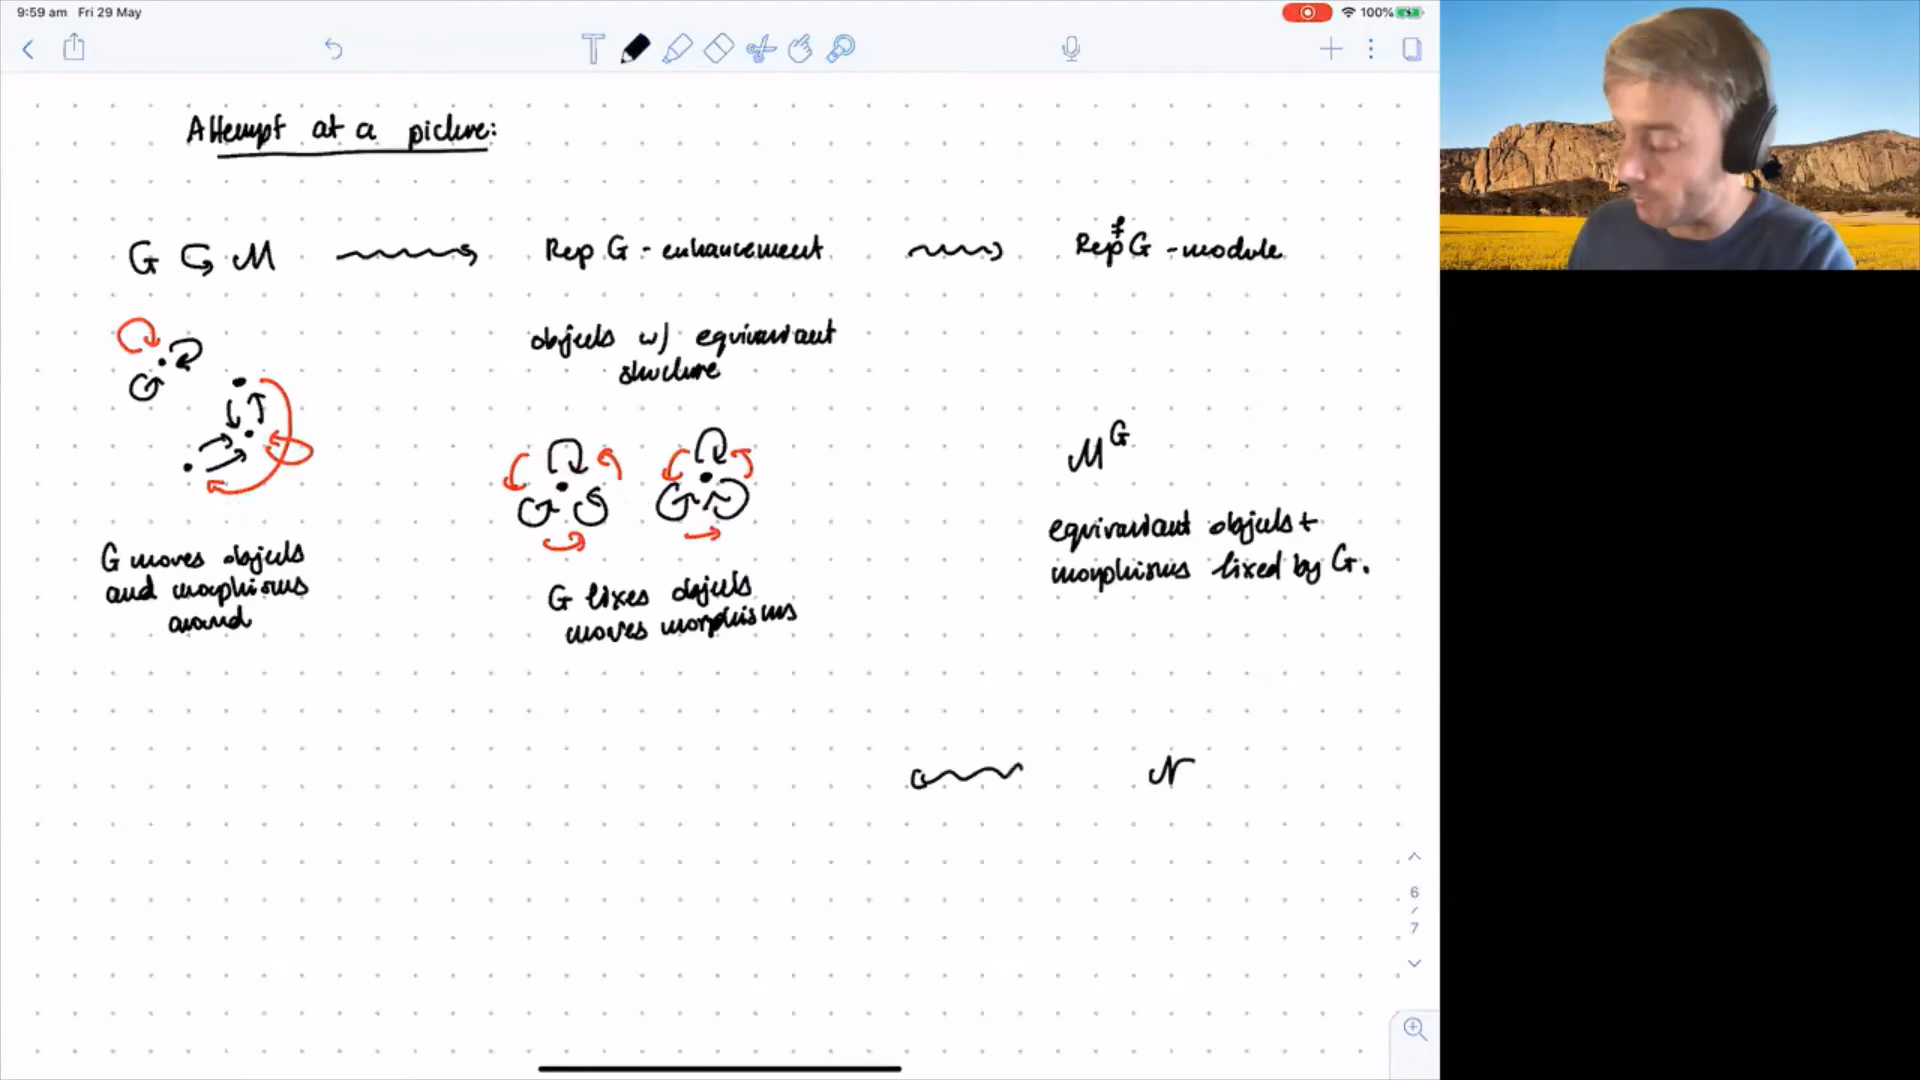 9:59 am Fri 29 May
100%
T
Attempt at a picture:
G ↪ M ⟿ Rep G - enhancement ⟿ Rep^f G - module
objects w/ equivariant
structure
M^G
equivariant objects +
morphisms fixed by G.
G moves objects
and morphisms
around
G fixes objects
moves morphisms
N
6
/
7